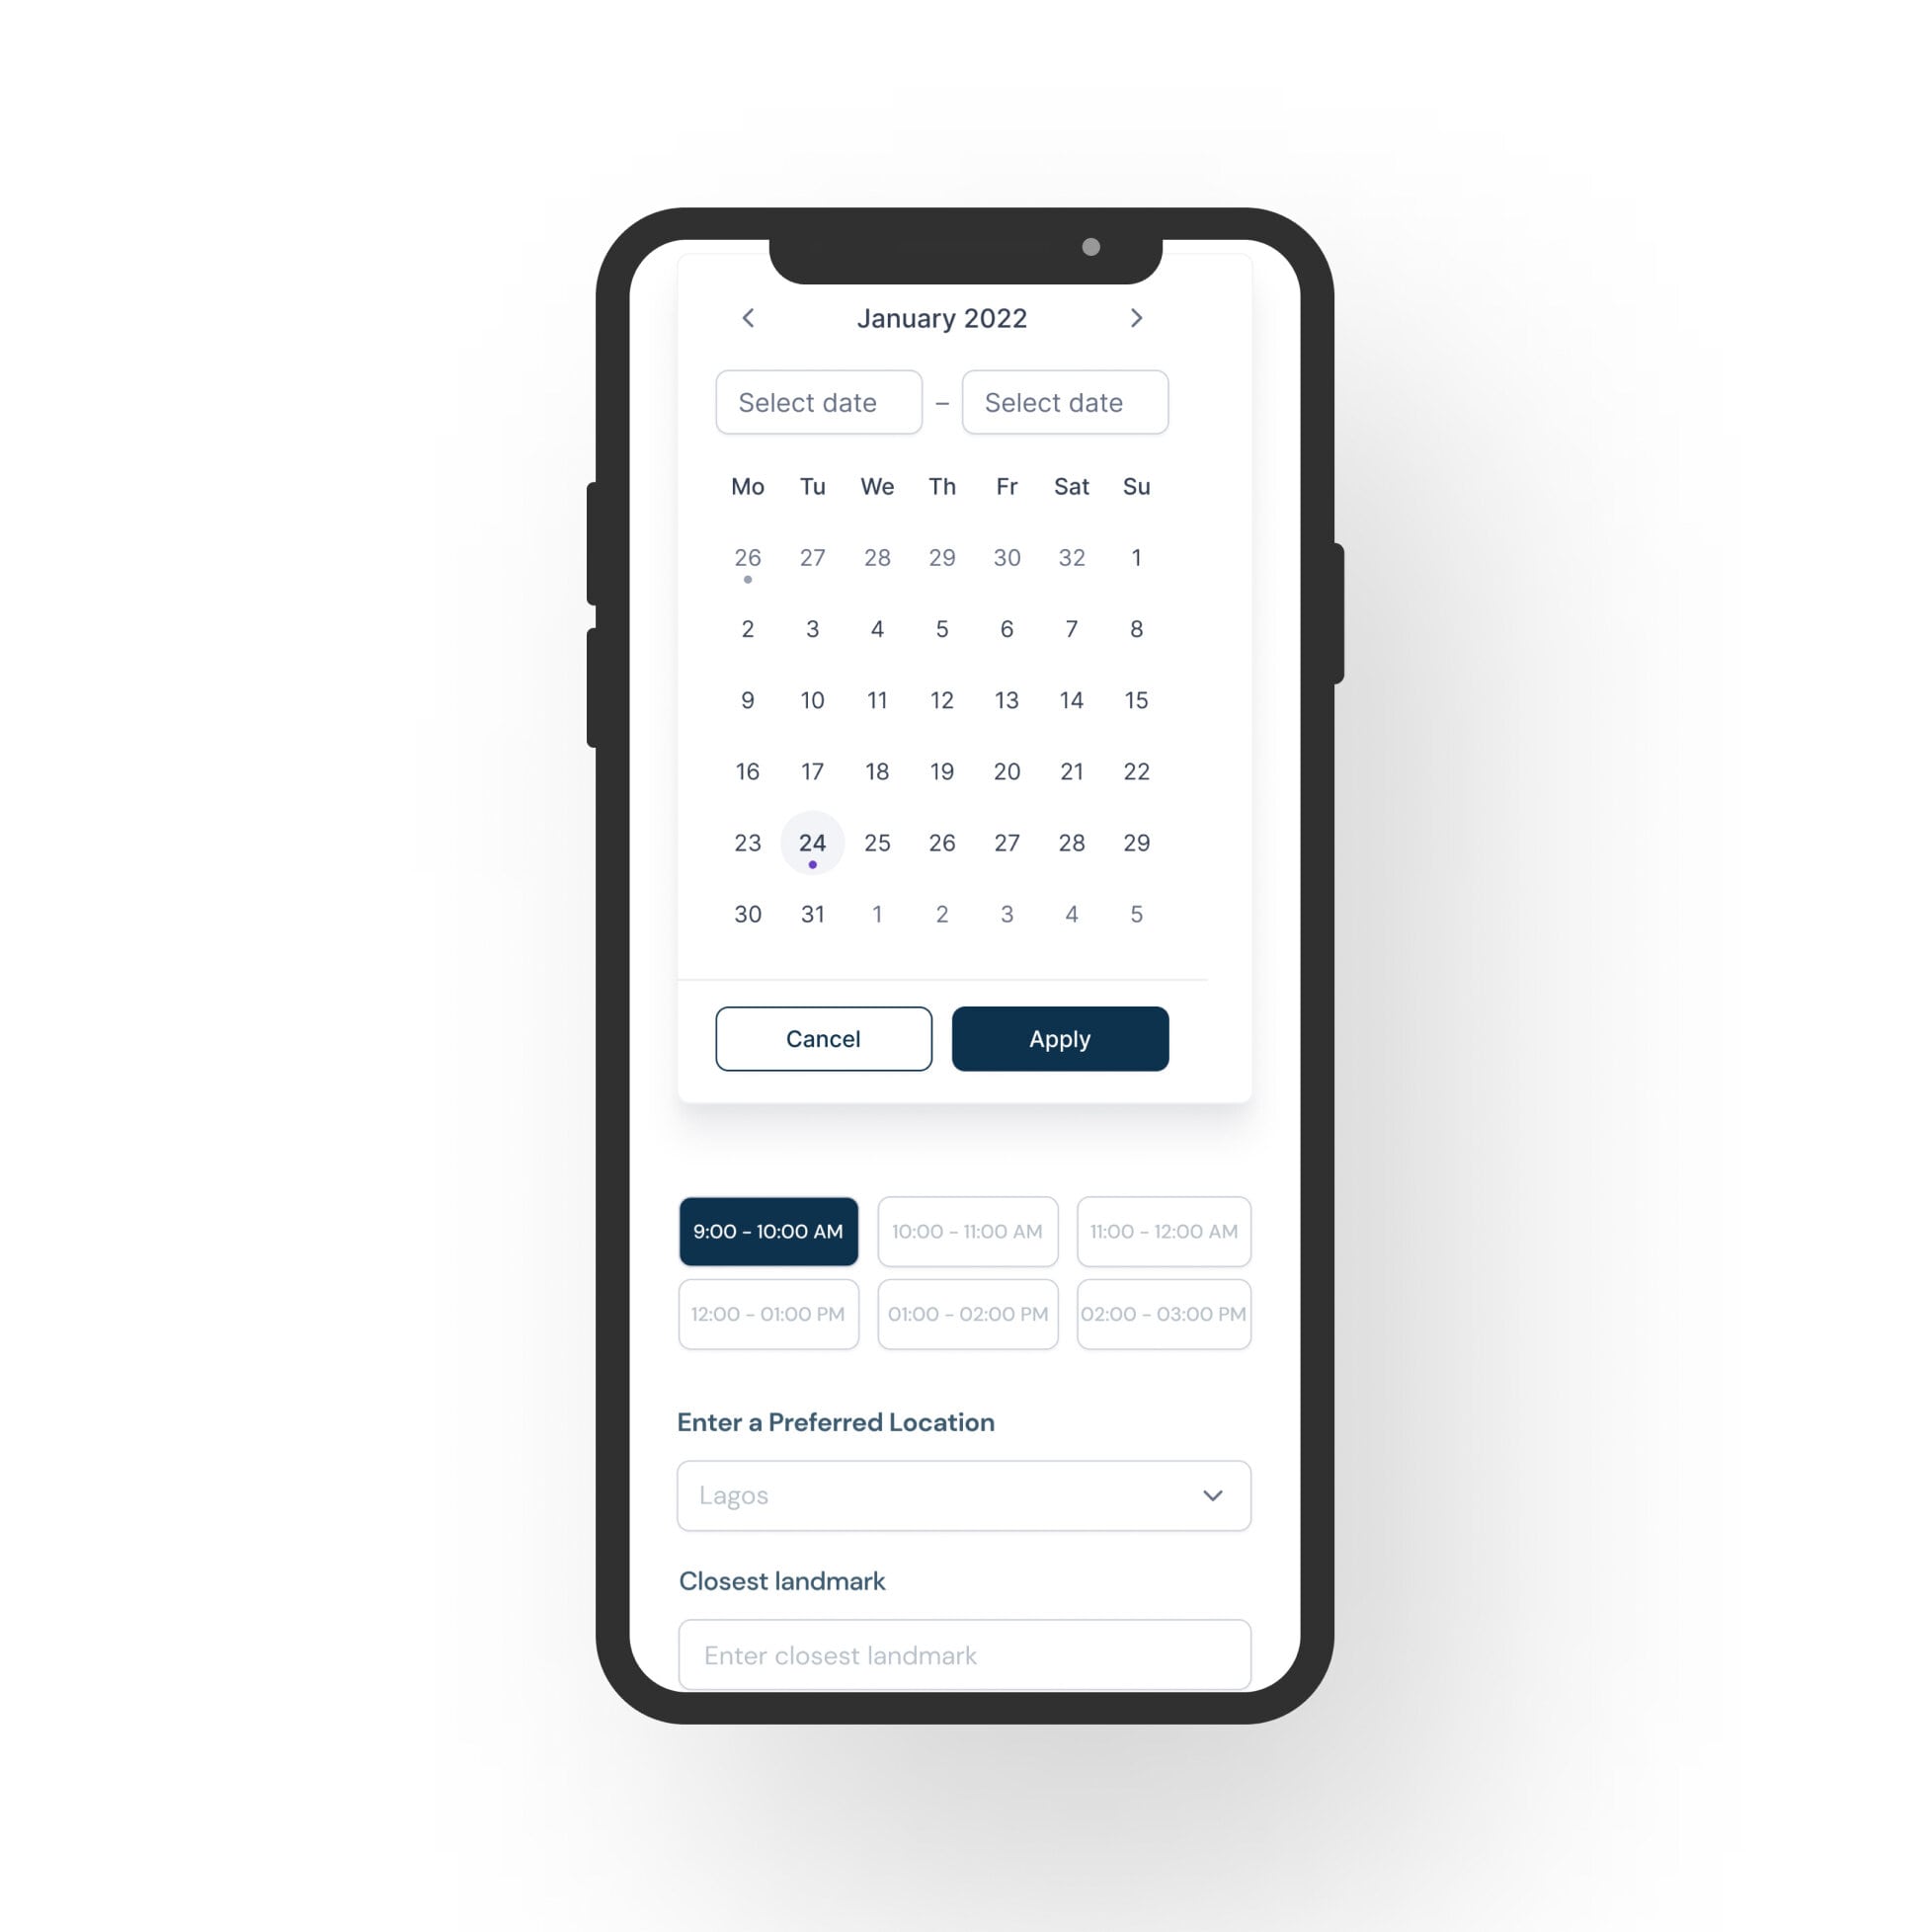 January 2022
Select date – Select date
Mo Tu We Th Fr Sat Su
26 27 28 29 30 32 1
2 3 4 5 6 7 8
9 10 11 12 13 14 15
16 17 18 19 20 21 22
23 24 25 26 27 28 29
30 31 1 2 3 4 5
Cancel Apply
9:00 - 10:00 AM 10:00 - 11:00 AM 11:00 - 12:00 AM
12:00 - 01:00 PM 01:00 - 02:00 PM 02:00 - 03:00 PM
Enter a Preferred Location
Lagos
Closest landmark
Enter closest landmark